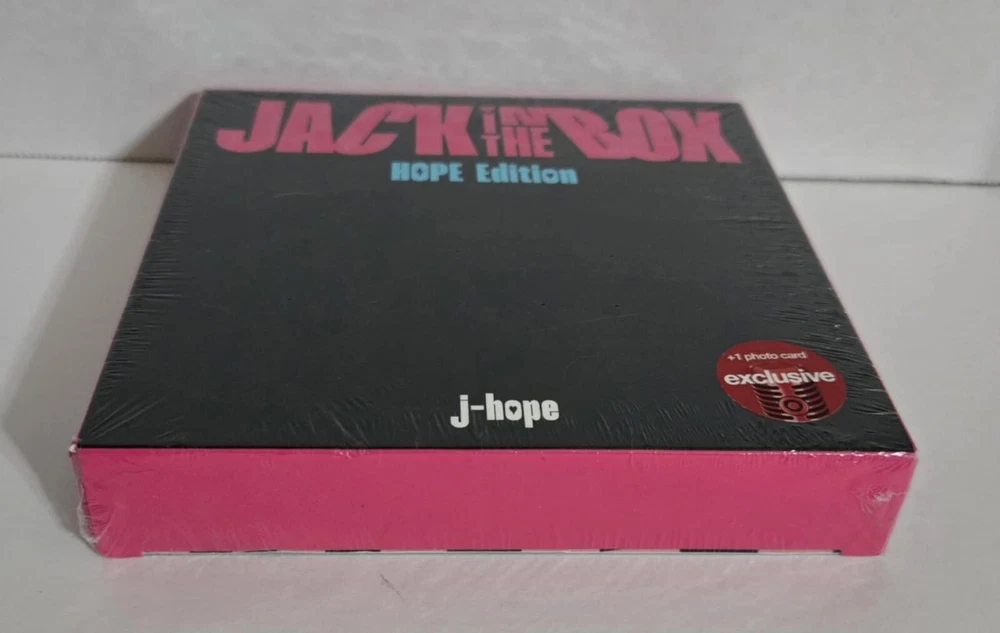 JACK IN THE BOX
HOPE Edition
+1 photo card
exclusive
j-hope